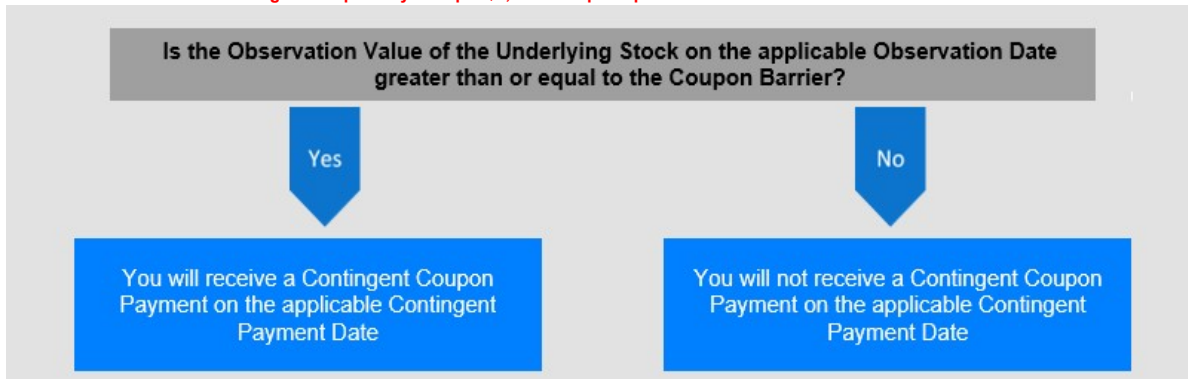 Is the Observation Value of the Underlying Stock on the applicable Observation Date
greater than or equal to the Coupon Barrier?
Yes
No
You will receive a Contingent Coupon
Payment on the applicable Contingent
Payment Date
You will not receive a Contingent Coupon
Payment on the applicable Contingent
Payment Date